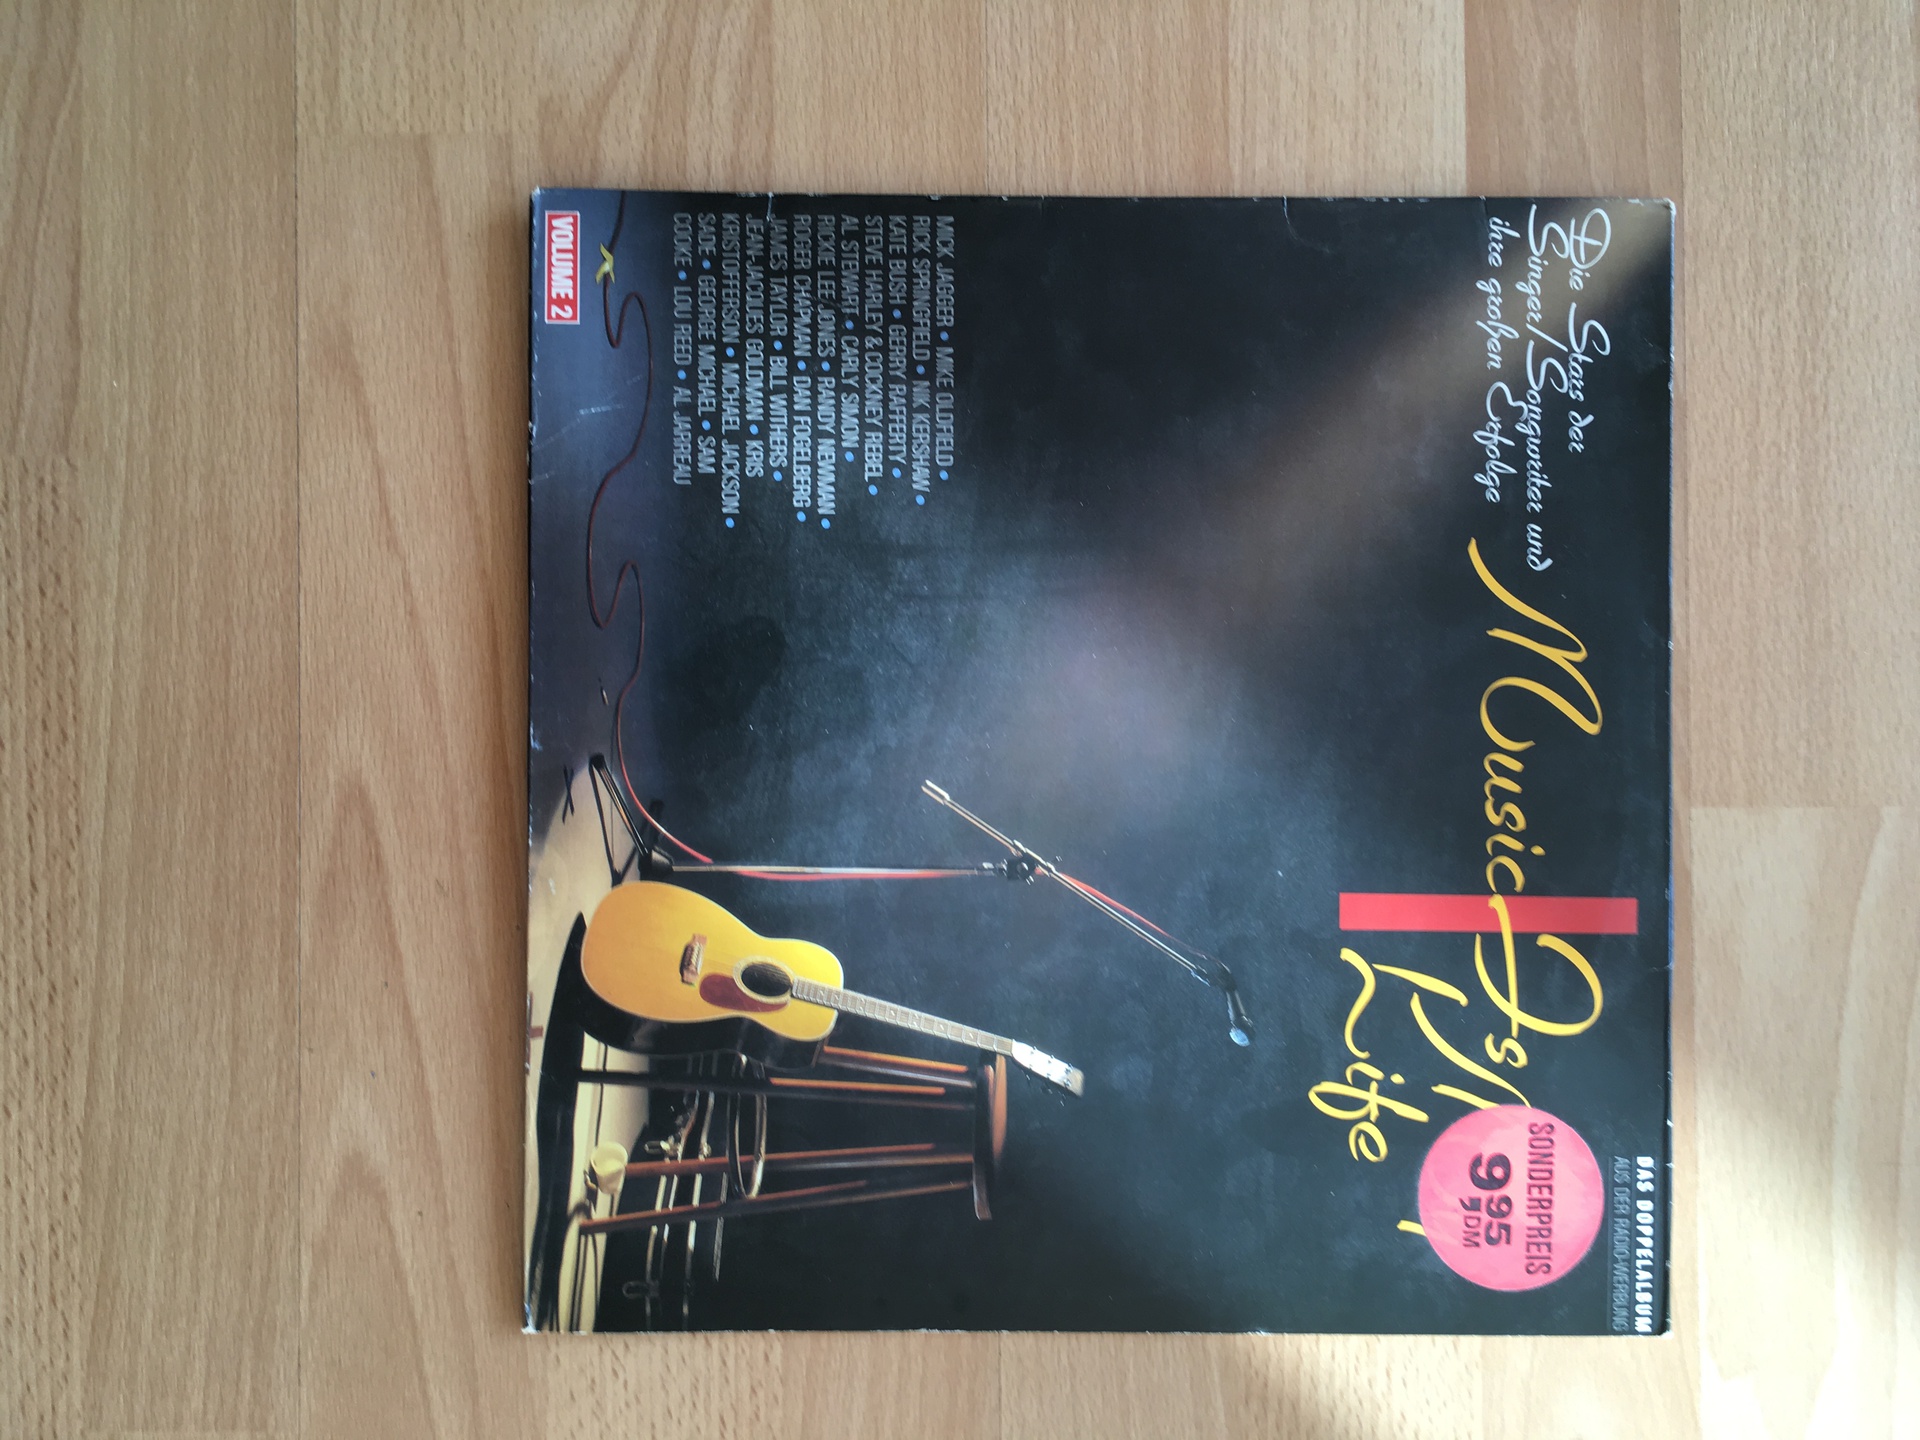 DAS DOPPELALBUM
AUS DER RADIO-WERBUNG
Die Stars der
Singer/Songwriter und
ihre großen Erfolge
Music Is
My
Life
SONDERPREIS
9,95
DM
MICK JAGGER • MIKE OLDFIELD •
RICK SPRINGFIELD • NIK KERSHAW •
KATE BUSH • GERRY RAFFERTY •
STEVE HARLEY & COCKNEY REBEL •
AL STEWART • CARLY SIMON •
RICKIE LEE JONES • RANDY NEWMAN •
ROGER CHAPMAN • DAN FOGELBERG •
JAMES TAYLOR • BILL WITHERS •
JEAN-JACQUES GOLDMAN • KRIS
KRISTOFFERSON • MICHAEL JACKSON •
SADE • GEORGE MICHAEL • SAM
COOKE • LOU REED • AL JARREAU
VOLUME 2